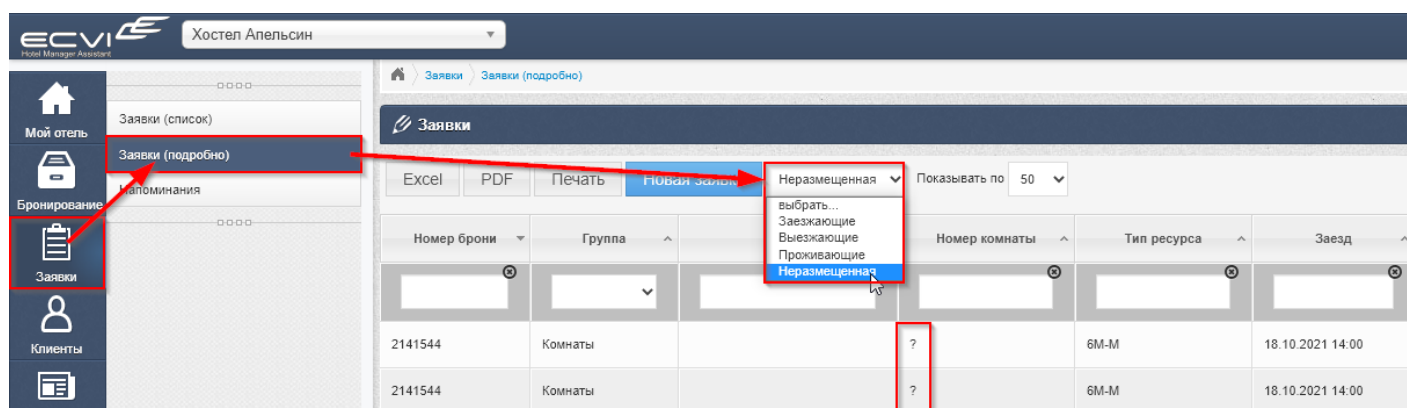 ECVI
Hotel Manager Assistant
Хостел Апельсин
Заявки Заявки (подробно)
Мой отель
Бронирование
Заявки
Клиенты
Заявки (список)
Заявки (подробно)
Напоминания
Заявки
Excel PDF Печать Новая заявка Неразмещенная Показывать по 50
выбрать...
Заезжающие
Выезжающие
Проживающие
Неразмещенная
Номер брони Группа Номер комнаты Тип ресурса Заезд
2141544 Комнаты ? 6М-М 18.10.2021 14:00
2141544 Комнаты ? 6М-М 18.10.2021 14:00